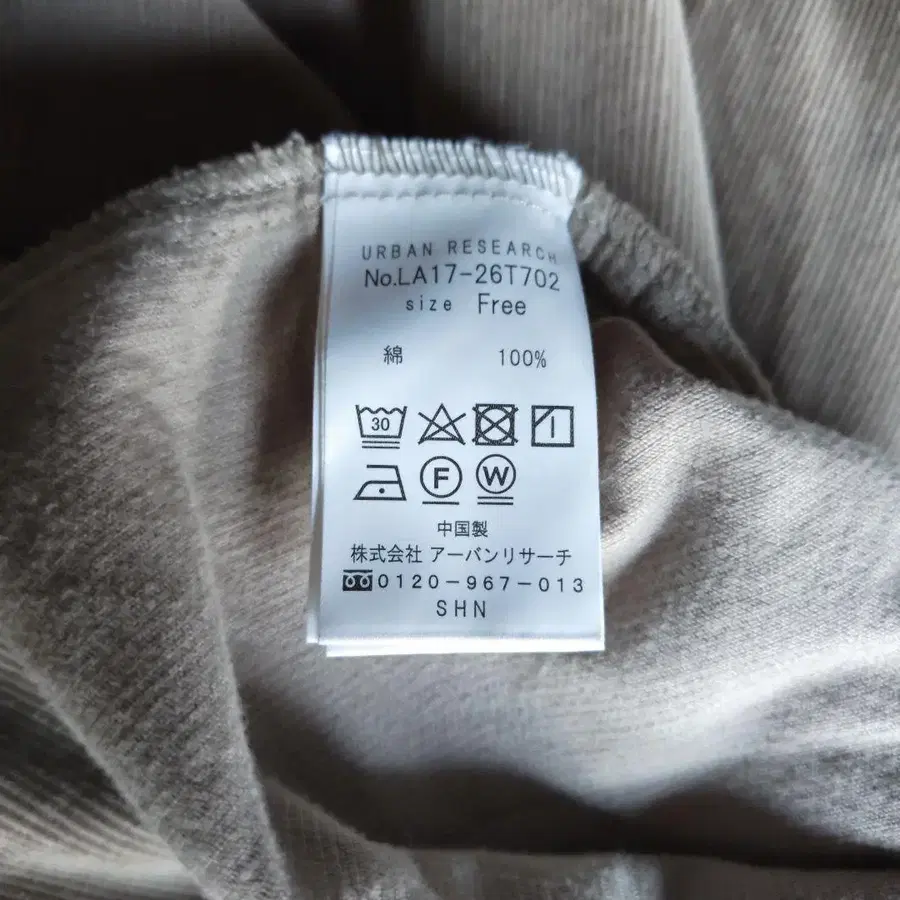 URBAN RESEARCH
No.LA17-26T702
size Free
綿 100%
30
F W
中国製
株式会社 アーバンリサーチ
0120-967-013
SHN